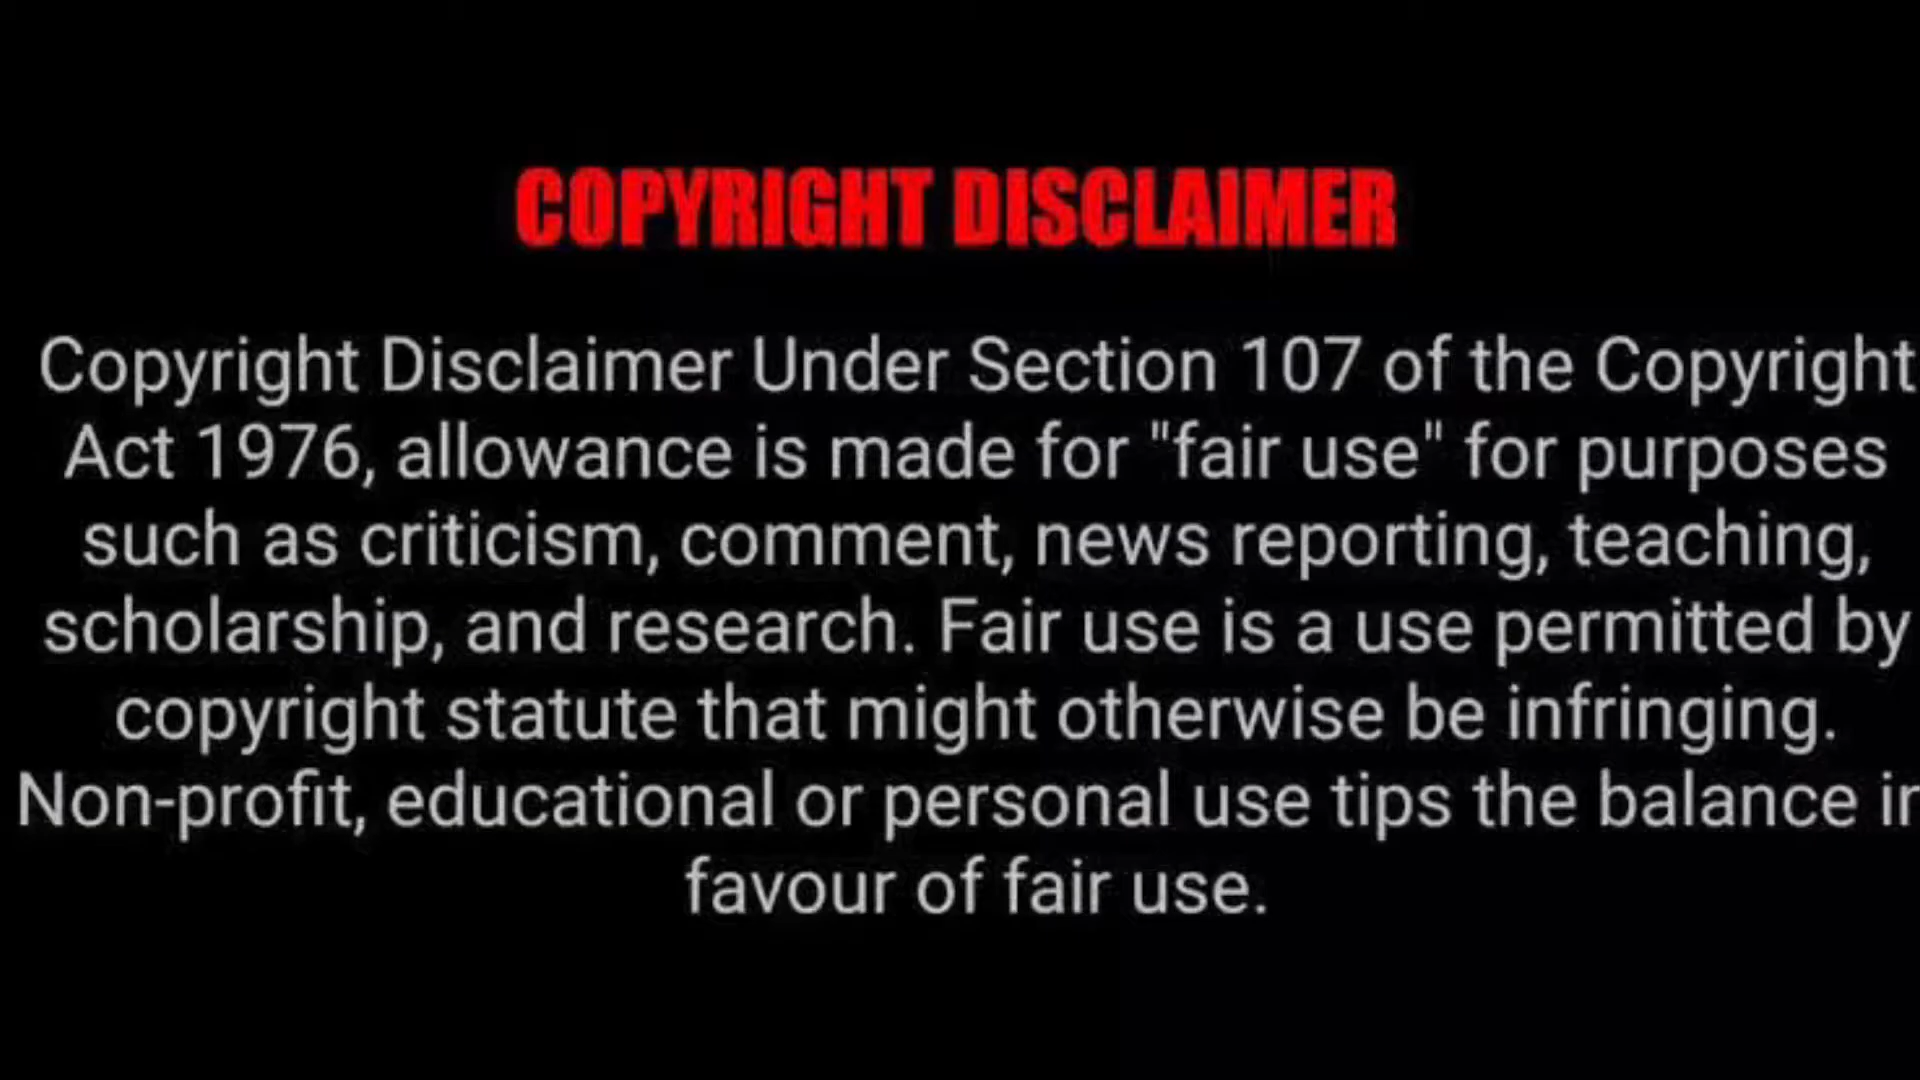 COPYRIGHT DISCLAIMER
Copyright Disclaimer Under Section 107 of the Copyright
Act 1976, allowance is made for "fair use" for purposes
such as criticism, comment, news reporting, teaching,
scholarship, and research. Fair use is a use permitted by
copyright statute that might otherwise be infringing.
Non-profit, educational or personal use tips the balance in
favour of fair use.